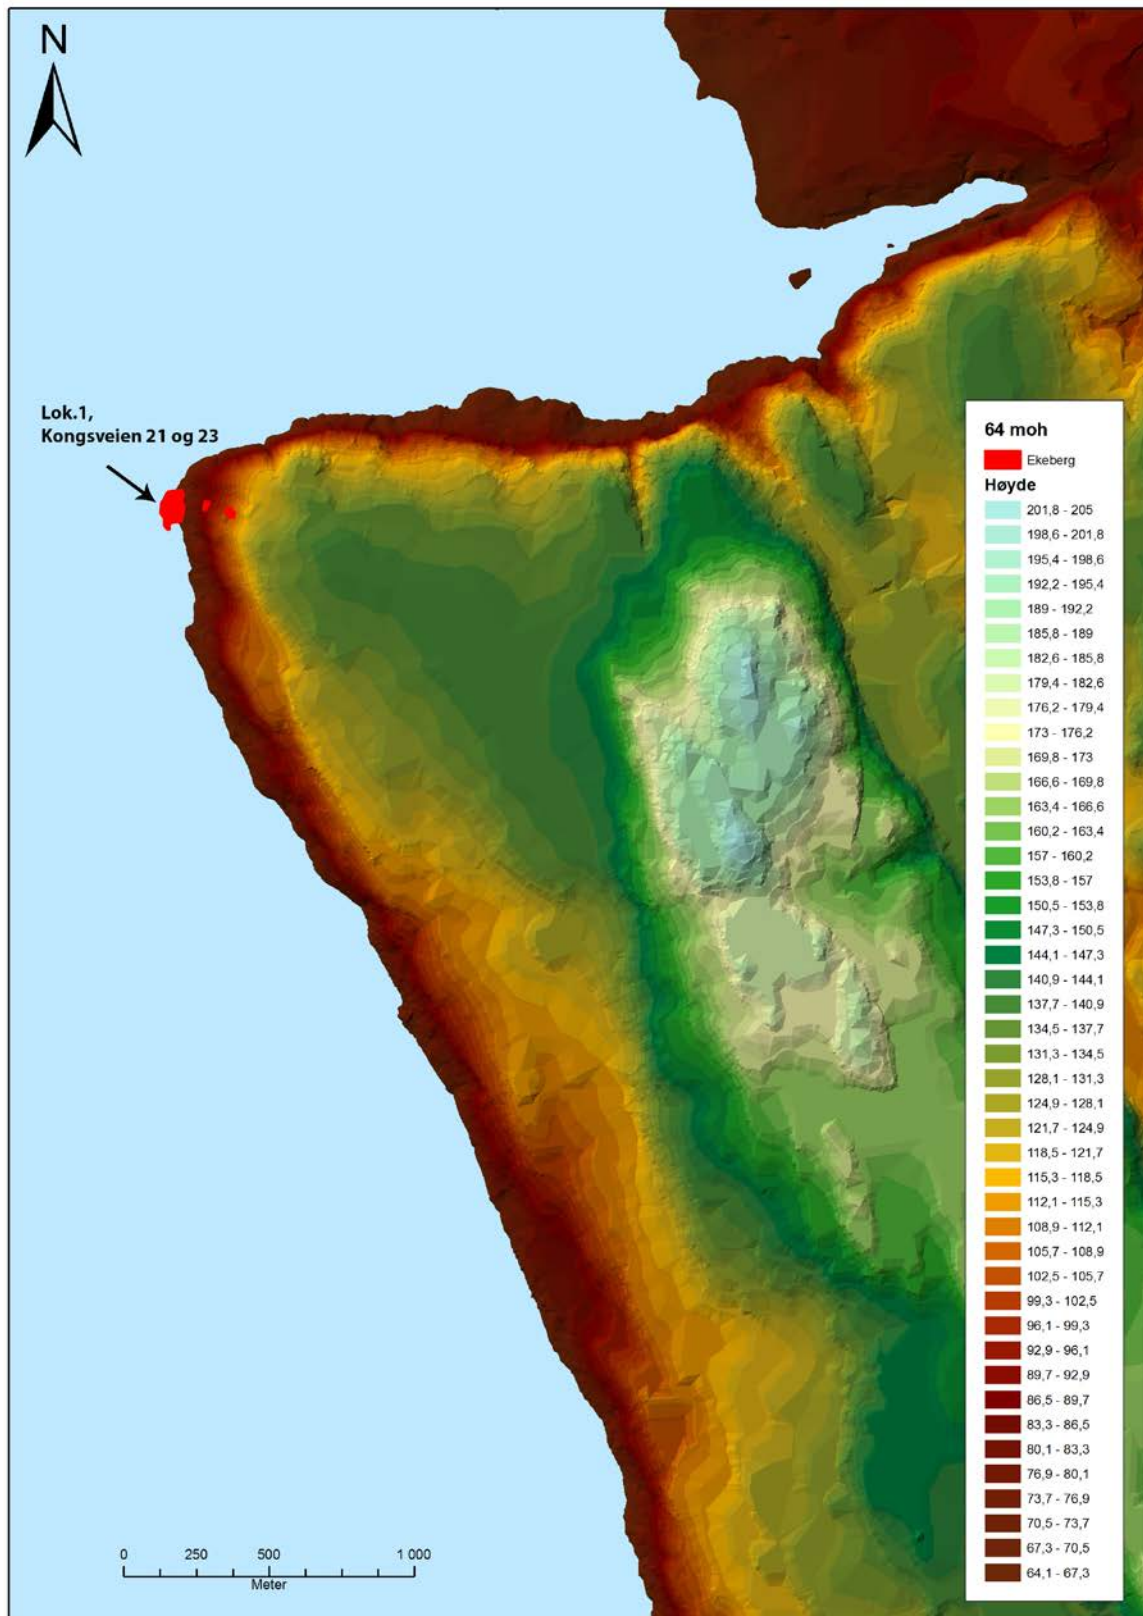 N
Lok.1,
Kongsveien 21 og 23
64 moh
Ekeberg
Høyde
201,8 - 205
198,6 - 201,8
195,4 - 198,6
192,2 - 195,4
189 - 192,2
185,8 - 189
182,6 - 185,8
179,4 - 182,6
176,2 - 179,4
173 - 176,2
169,8 - 173
166,6 - 169,8
163,4 - 166,6
160,2 - 163,4
157 - 160,2
153,8 - 157
150,5 - 153,8
147,3 - 150,5
144,1 - 147,3
140,9 - 144,1
137,7 - 140,9
134,5 - 137,7
131,3 - 134,5
128,1 - 131,3
124,9 - 128,1
121,7 - 124,9
118,5 - 121,7
115,3 - 118,5
112,1 - 115,3
108,9 - 112,1
105,7 - 108,9
102,5 - 105,7
99,3 - 102,5
96,1 - 99,3
92,9 - 96,1
89,7 - 92,9
86,5 - 89,7
83,3 - 86,5
80,1 - 83,3
76,9 - 80,1
73,7 - 76,9
70,5 - 73,7
67,3 - 70,5
64,1 - 67,3
0 250 500 1 000
Meter